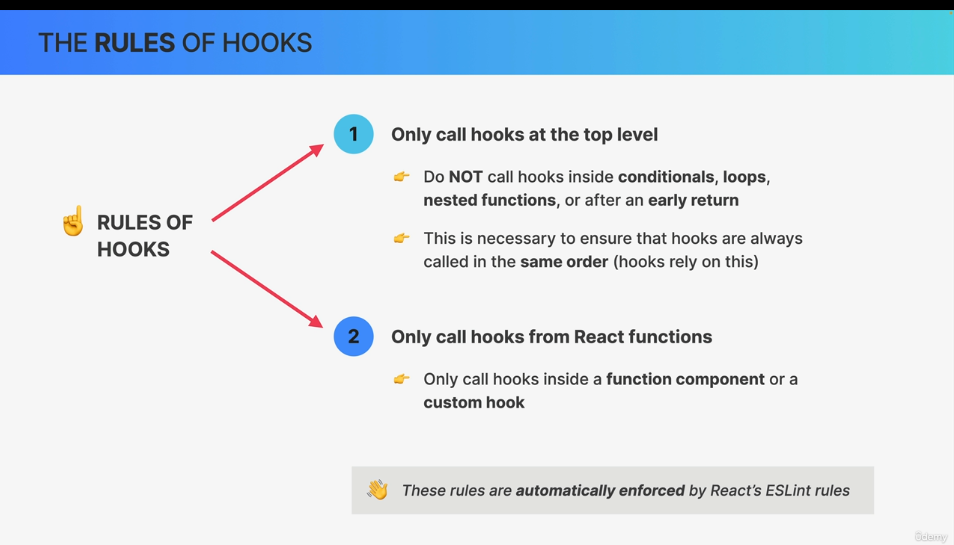 THE RULES OF HOOKS
RULES OF
HOOKS
1
Only call hooks at the top level
Do NOT call hooks inside conditionals, loops,
nested functions, or after an early return
This is necessary to ensure that hooks are always
called in the same order (hooks rely on this)
2
Only call hooks from React functions
Only call hooks inside a function component or a
custom hook
These rules are automatically enforced by React’s ESLint rules
ûdemy